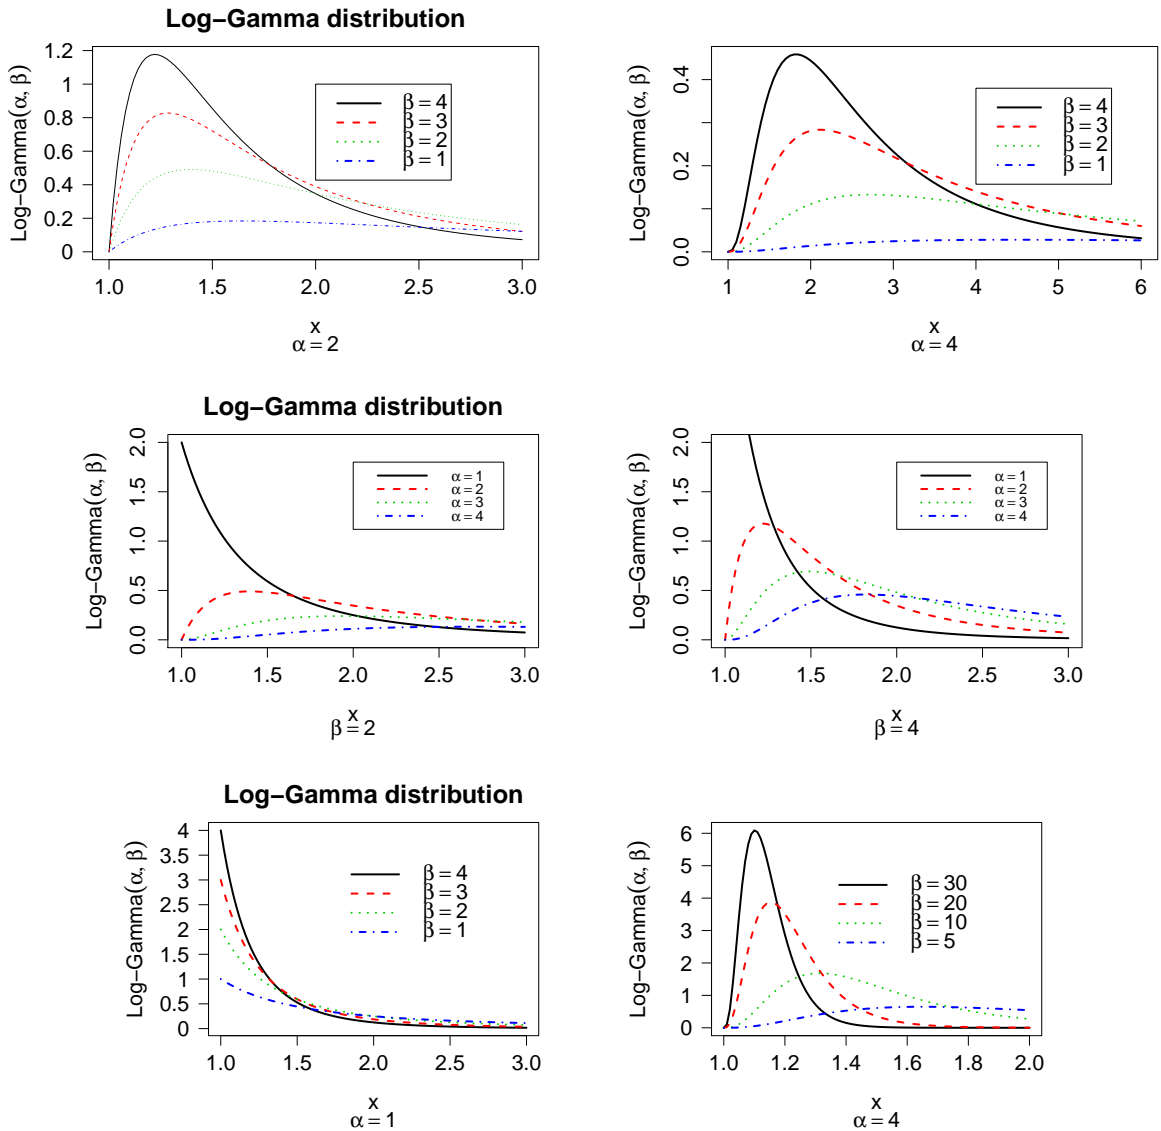 Log−Gamma distribution
Log−Gamma(α, β)
1.2
1
0.8
0.6
0.4
0.2
0
β = 4
β = 3
β = 2
β = 1
1.0 1.5 2.0 2.5 3.0
x
α = 2
Log−Gamma(α, β)
0.4
0.2
0.0
β = 4
β = 3
β = 2
β = 1
1 2 3 4 5 6
x
α = 4
Log−Gamma distribution
Log−Gamma(α, β)
2.0
1.5
1.0
0.5
0.0
α = 1
α = 2
α = 3
α = 4
1.0 1.5 2.0 2.5 3.0
x
β = 2
Log−Gamma(α, β)
2.0
1.5
1.0
0.5
0.0
α = 1
α = 2
α = 3
α = 4
1.0 1.5 2.0 2.5 3.0
x
β = 4
Log−Gamma distribution
Log−Gamma(α, β)
4
3.5
3
2.5
2
1.5
1
0.5
0
β = 4
β = 3
β = 2
β = 1
1.0 1.5 2.0 2.5 3.0
x
α = 1
Log−Gamma(α, β)
6
5
4
3
2
1
0
β = 30
β = 20
β = 10
β = 5
1.0 1.2 1.4 1.6 1.8 2.0
x
α = 4